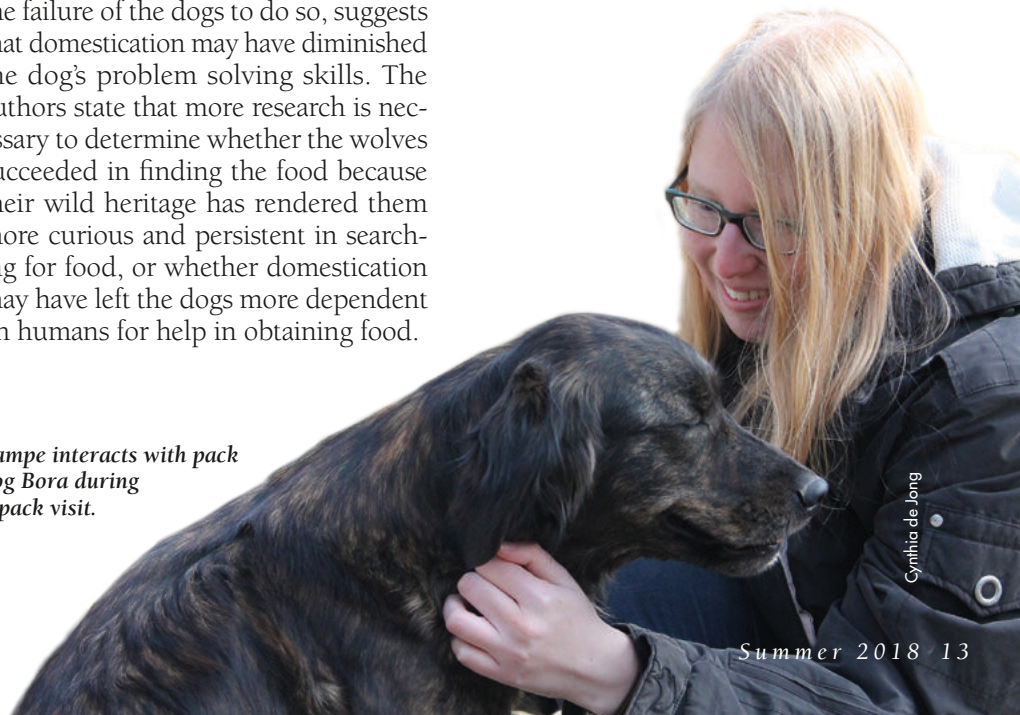 he failure of the dogs to do so, suggests
hat domestication may have diminished
he dog's problem solving skills. The
uthors state that more research is nec-
ssary to determine whether the wolves
ucceeded in finding the food because
heir wild heritage has rendered them
nore curious and persistent in search-
ng for food, or whether domestication
nay have left the dogs more dependent
n humans for help in obtaining food.
ampe interacts with pack
og Bora during
pack visit.
Cynthia de Jong
Summer 2018 13